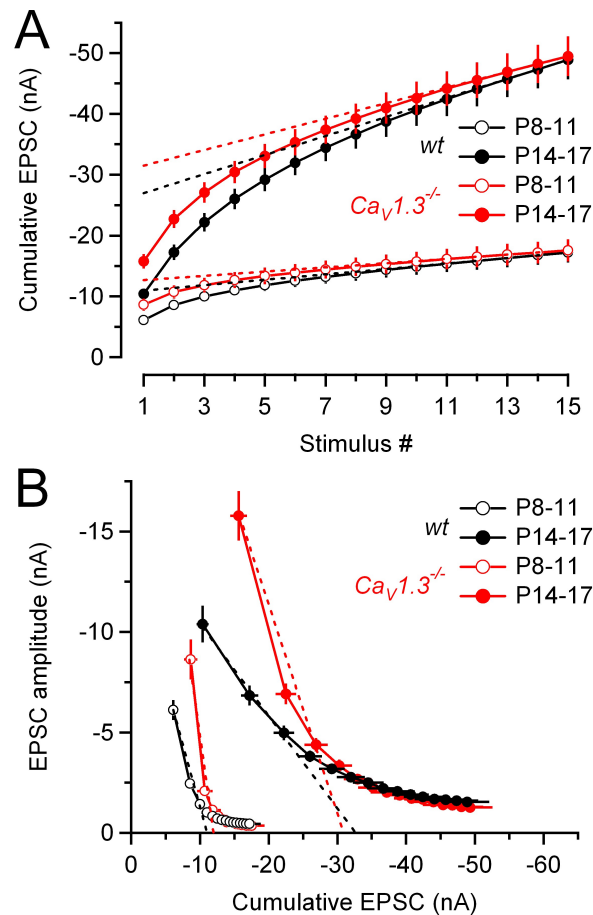 A
Cumulative EPSC (nA)
-50
-40
-30
-20
-10
0
wt
P8-11
P14-17
Ca_V1.3^-/-
P8-11
P14-17
1 3 5 7 9 11 13 15
Stimulus #
B
EPSC amplitude (nA)
-15
-10
-5
0
wt
P8-11
P14-17
Ca_V1.3^-/-
P8-11
P14-17
0 -10 -20 -30 -40 -50 -60
Cumulative EPSC (nA)